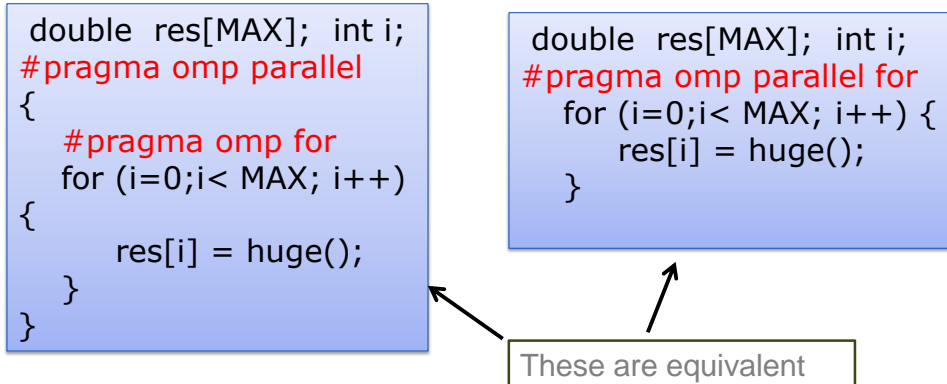 double res[MAX]; int i;
#pragma omp parallel
{
#pragma omp for
for (i=0;i< MAX; i++)
{
res[i] = huge();
}
}
double res[MAX]; int i;
#pragma omp parallel for
for (i=0;i< MAX; i++) {
res[i] = huge();
}
These are equivalent